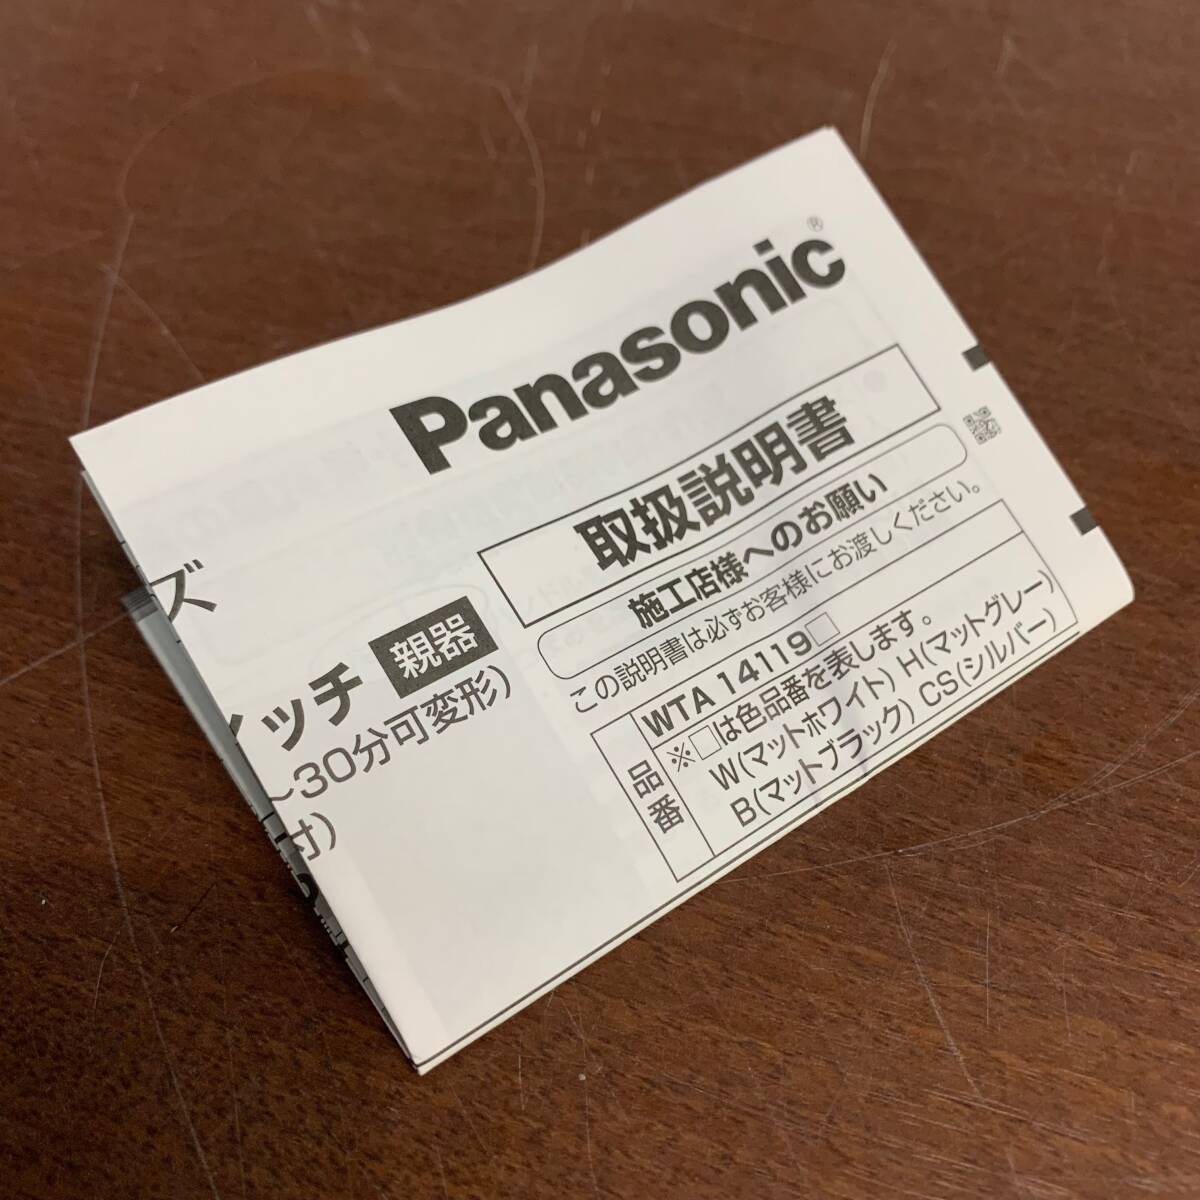 Panasonic®
取扱説明書
施工店様へのお願い
この説明書は必ずお客様にお渡しください。
品番
WTA 14119□
※□は色品番を表します。
W(マットホワイト) H(マットグレー)
B(マットブラック) CS(シルバー)
ズ
ッチ 親器
~30分可変形)
付)